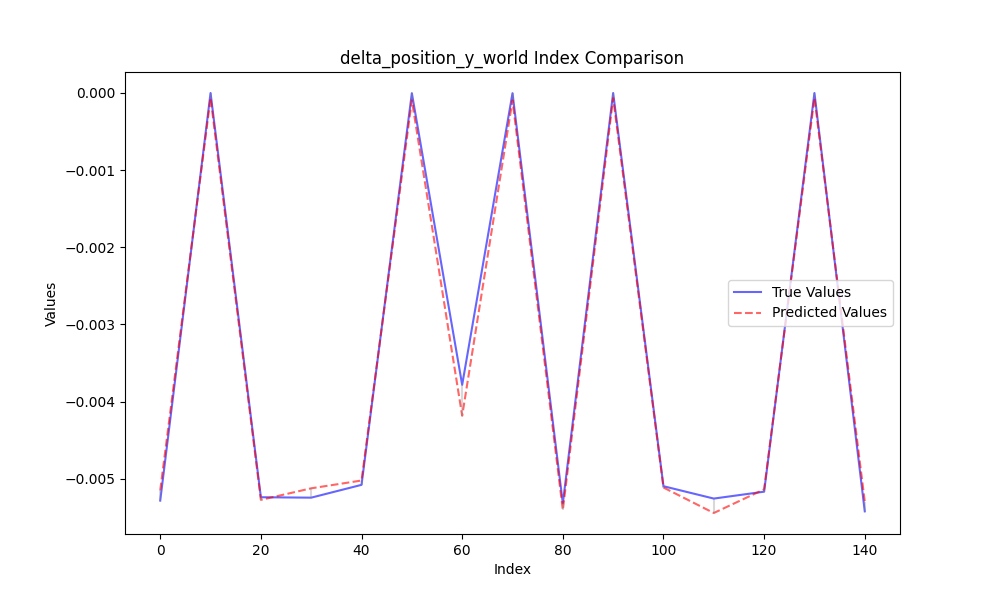 delta_position_y_world Index Comparison
0.000
−0.001
−0.002
−0.003
−0.004
−0.005
Values
True Values
Predicted Values
0 20 40 60 80 100 120 140
Index